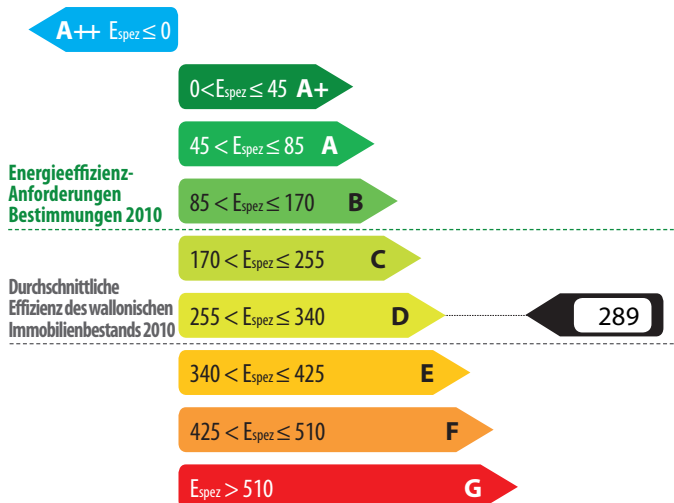 A++ Espez ≤ 0
0<Espez ≤ 45 A+
45 < Espez ≤ 85 A
Energieeffizienz-
Anforderungen
Bestimmungen 2010
85 < Espez ≤ 170 B
170 < Espez ≤ 255 C
Durchschnittliche
Effizienz des wallonischen
Immobilienbestands 2010
255 < Espez ≤ 340 D
289
340 < Espez ≤ 425 E
425 < Espez ≤ 510 F
Espez > 510 G